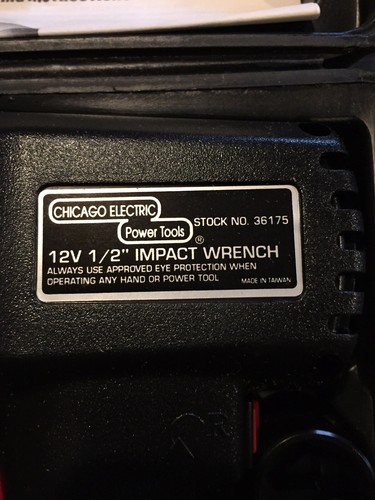 CHICAGO ELECTRIC
Power Tools ®
STOCK NO. 36175
12V 1/2" IMPACT WRENCH
ALWAYS USE APPROVED EYE PROTECTION WHEN
OPERATING ANY HAND OR POWER TOOL
MADE IN TAIWAN